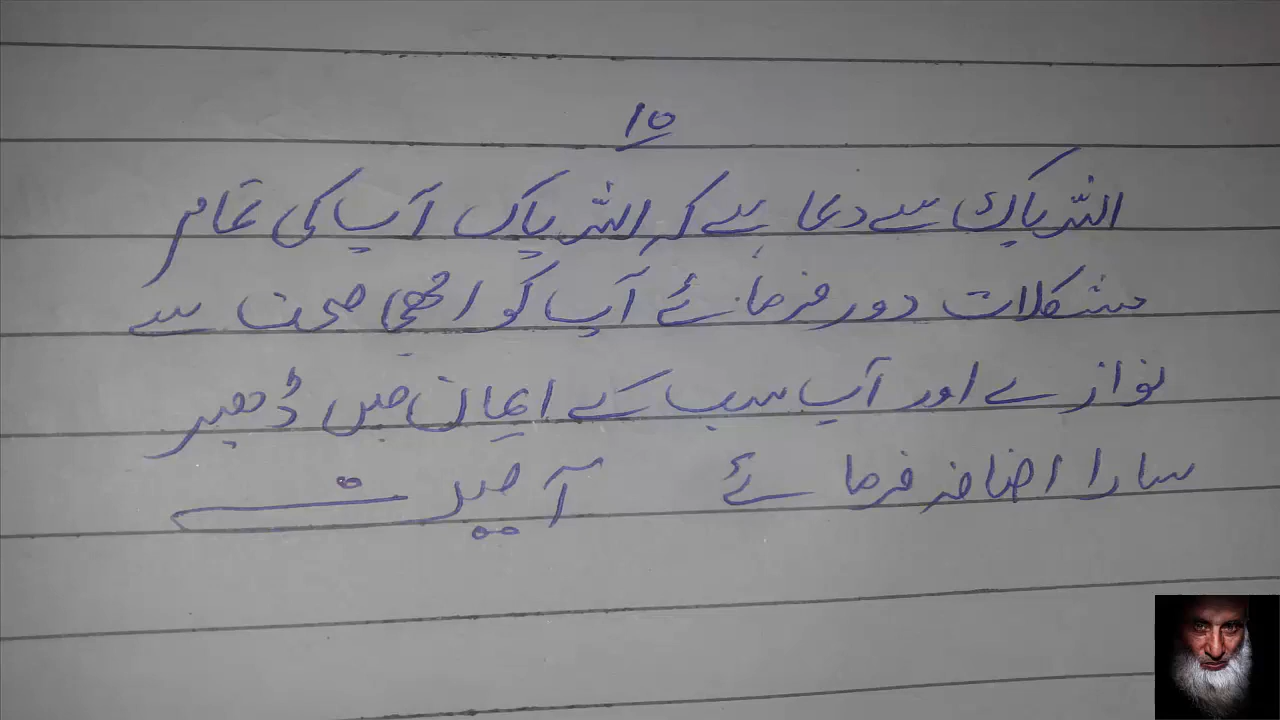 10
اللہ پاک سے دعا ہے کہ اللہ پاک آپ کی تمام
مشکلات دور فرمائے آپ کو اچھی صحت سے
نوازے اور آپ سب کے ایمان میں ڈھیر
سارا اضافہ فرمائے آمین